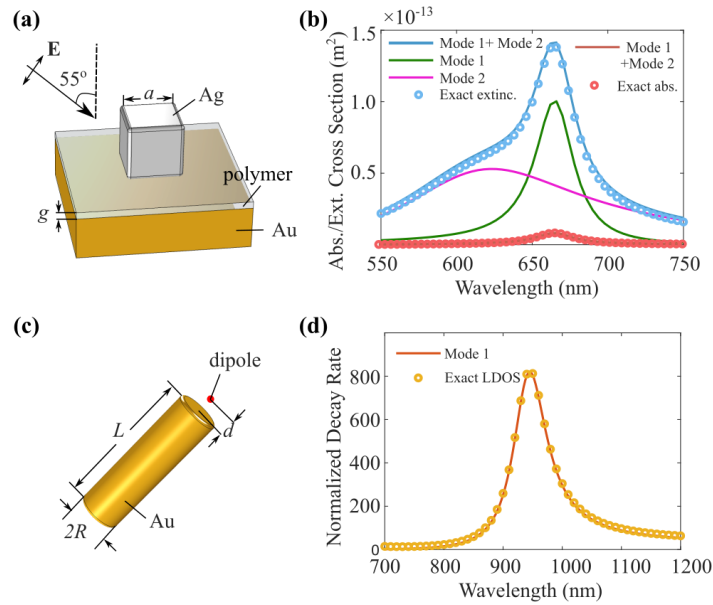 (a)
E
55°
a
Ag
polymer
g
Au
(b)
×10⁻¹³
Abs./Ext. Cross Section (m²)
1.5
1.0
0.5
0
Mode 1+ Mode 2
Mode 1
Mode 2
Exact extinc.
Mode 1
+Mode 2
Exact abs.
550 600 650 700 750
Wavelength (nm)
(c)
dipole
L
d
2R
Au
(d)
Normalized Decay Rate
800
600
400
200
0
Mode 1
Exact LDOS
700 800 900 1000 1100 1200
Wavelength (nm)